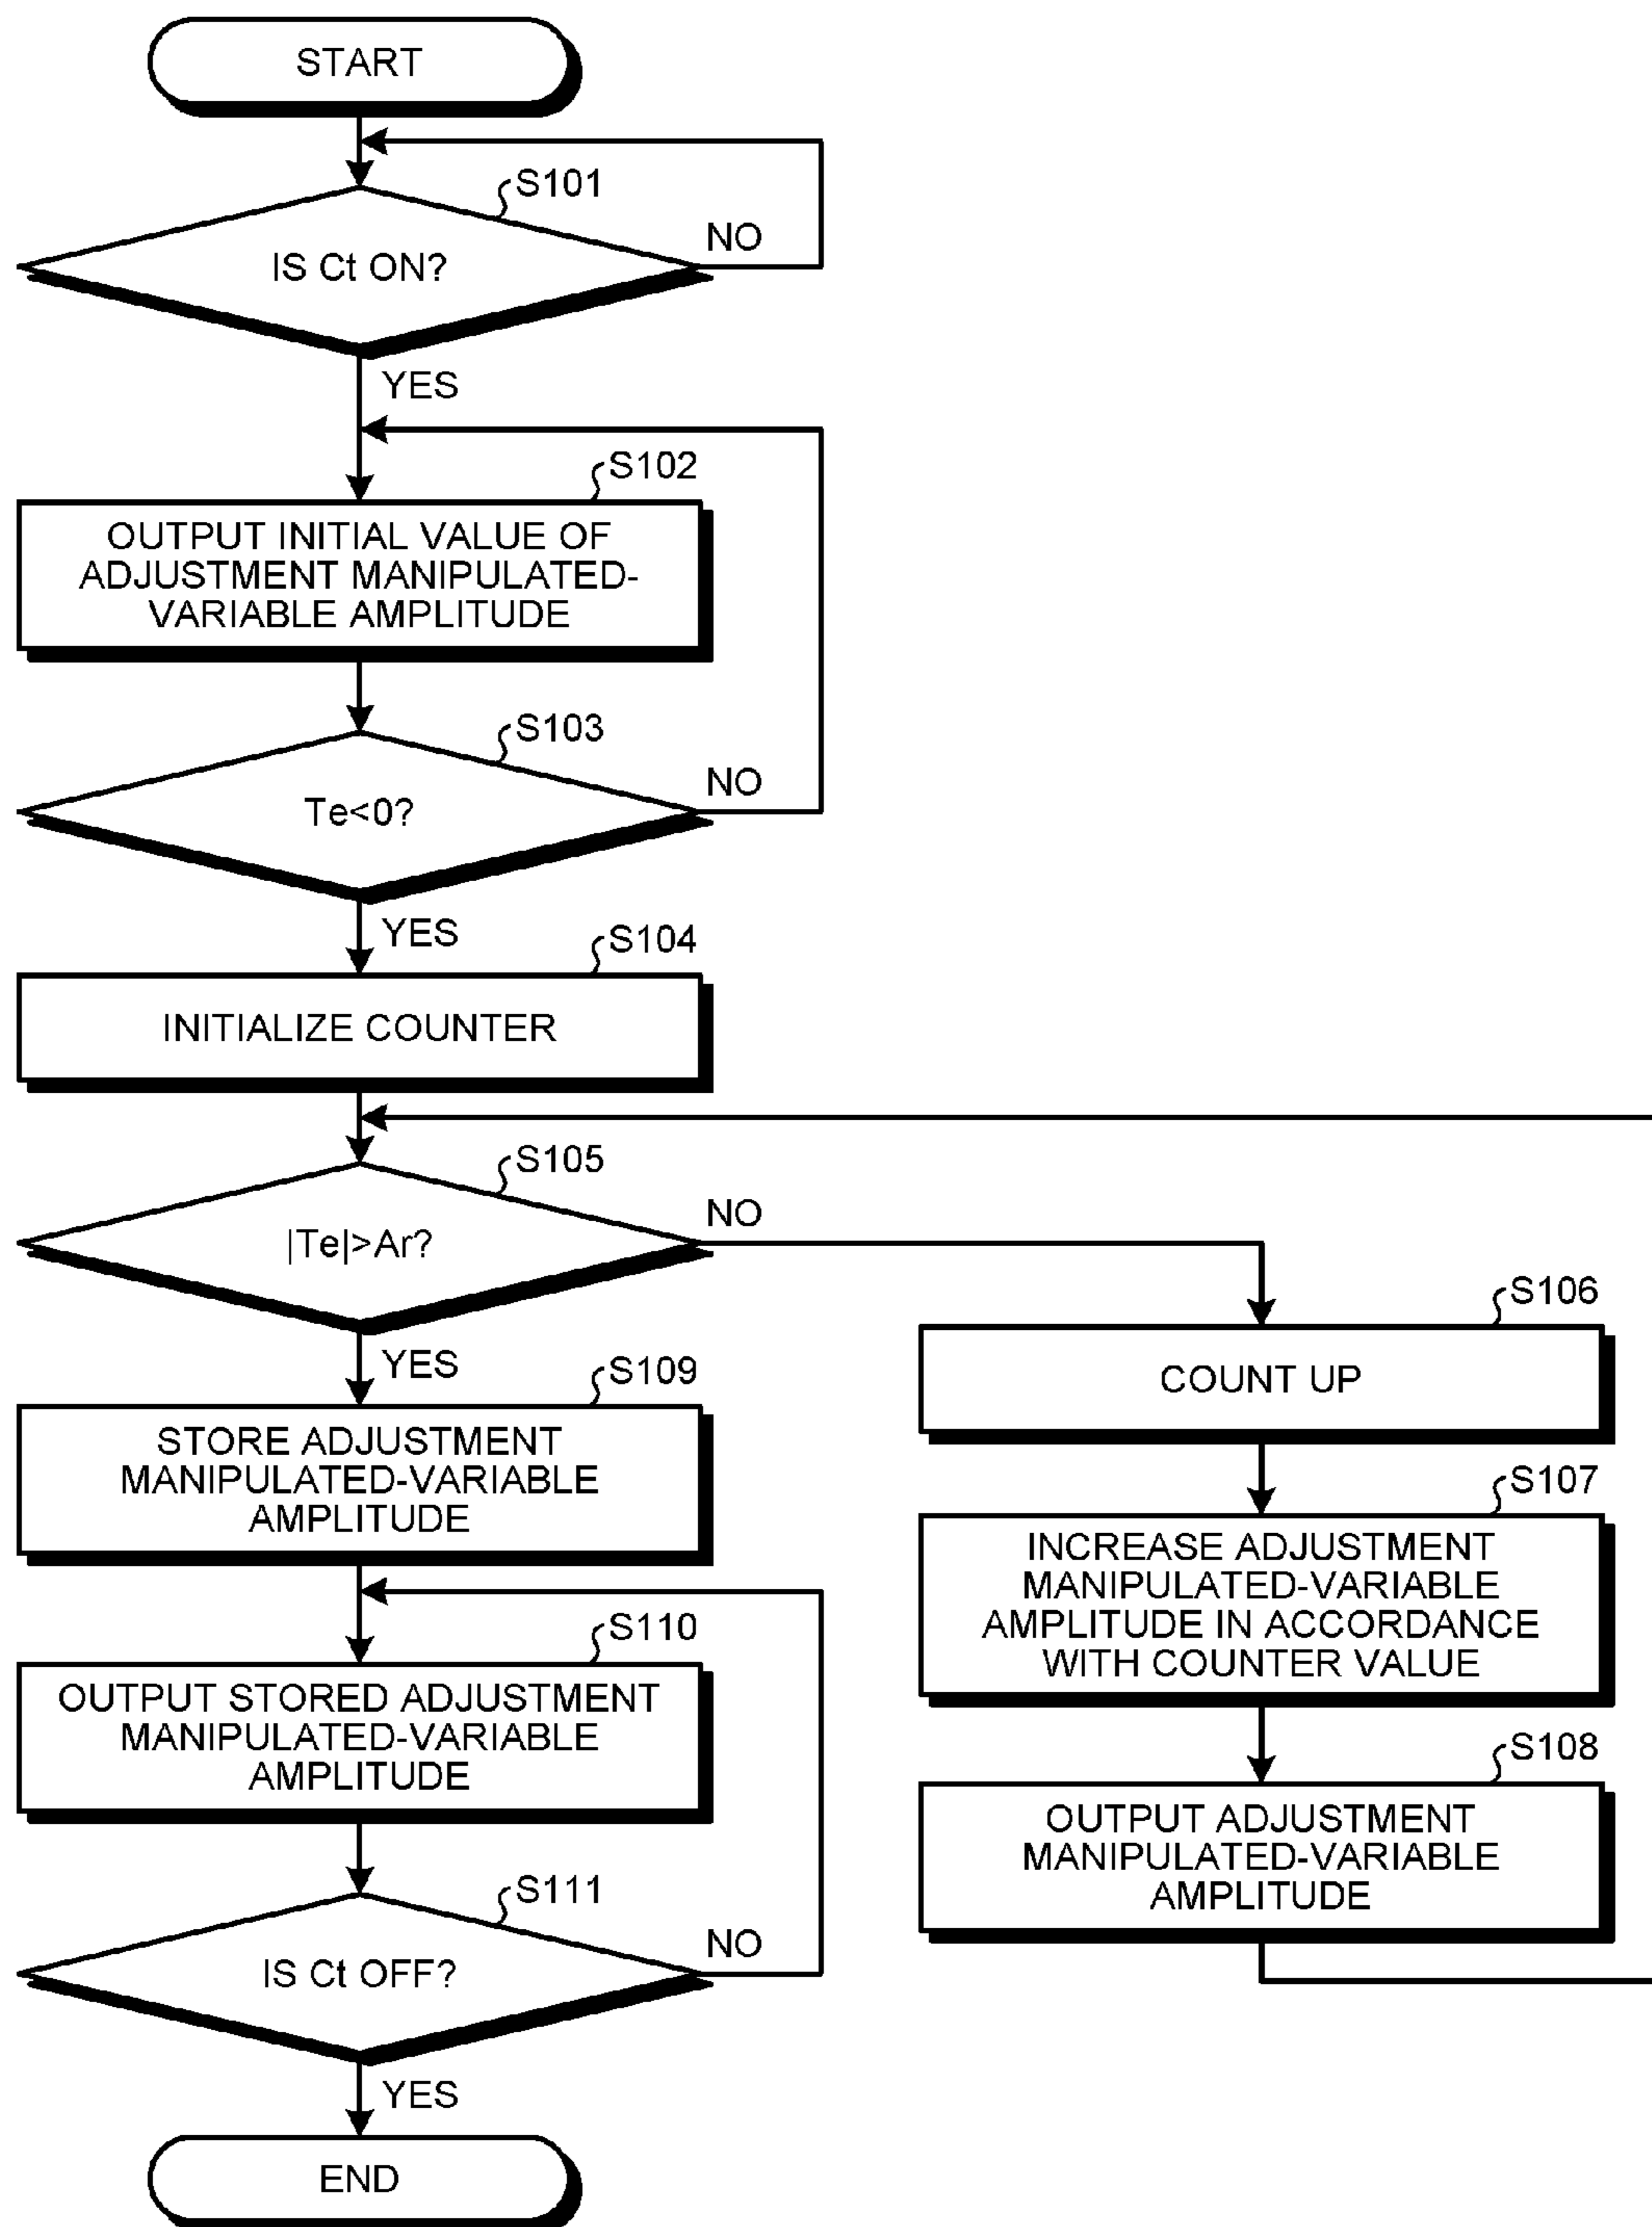 START
S101
IS Ct ON?
NO
YES
S102
OUTPUT INITIAL VALUE OF
ADJUSTMENT MANIPULATED-
VARIABLE AMPLITUDE
S103
Te<0?
NO
YES
S104
INITIALIZE COUNTER
S105
|Te|>Ar?
NO
YES
S106
COUNT UP
S107
INCREASE ADJUSTMENT
MANIPULATED-VARIABLE
AMPLITUDE IN ACCORDANCE
WITH COUNTER VALUE
S108
OUTPUT ADJUSTMENT
MANIPULATED-VARIABLE
AMPLITUDE
S109
STORE ADJUSTMENT
MANIPULATED-VARIABLE
AMPLITUDE
S110
OUTPUT STORED ADJUSTMENT
MANIPULATED-VARIABLE
AMPLITUDE
S111
IS Ct OFF?
NO
YES
END